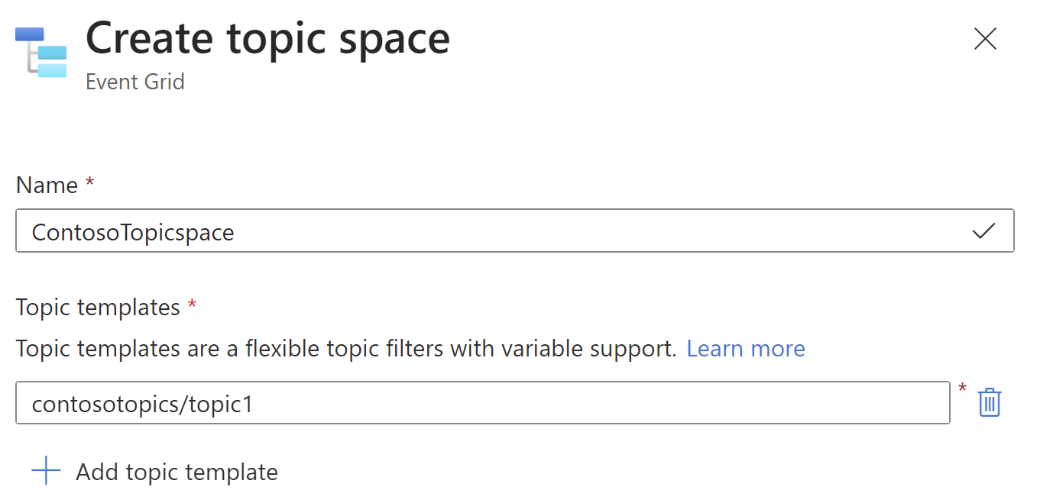 Create topic space
Event Grid
Name *
ContosoTopicspace
Topic templates *
Topic templates are a flexible topic filters with variable support. Learn more
contosotopics/topic1 *
Add topic template